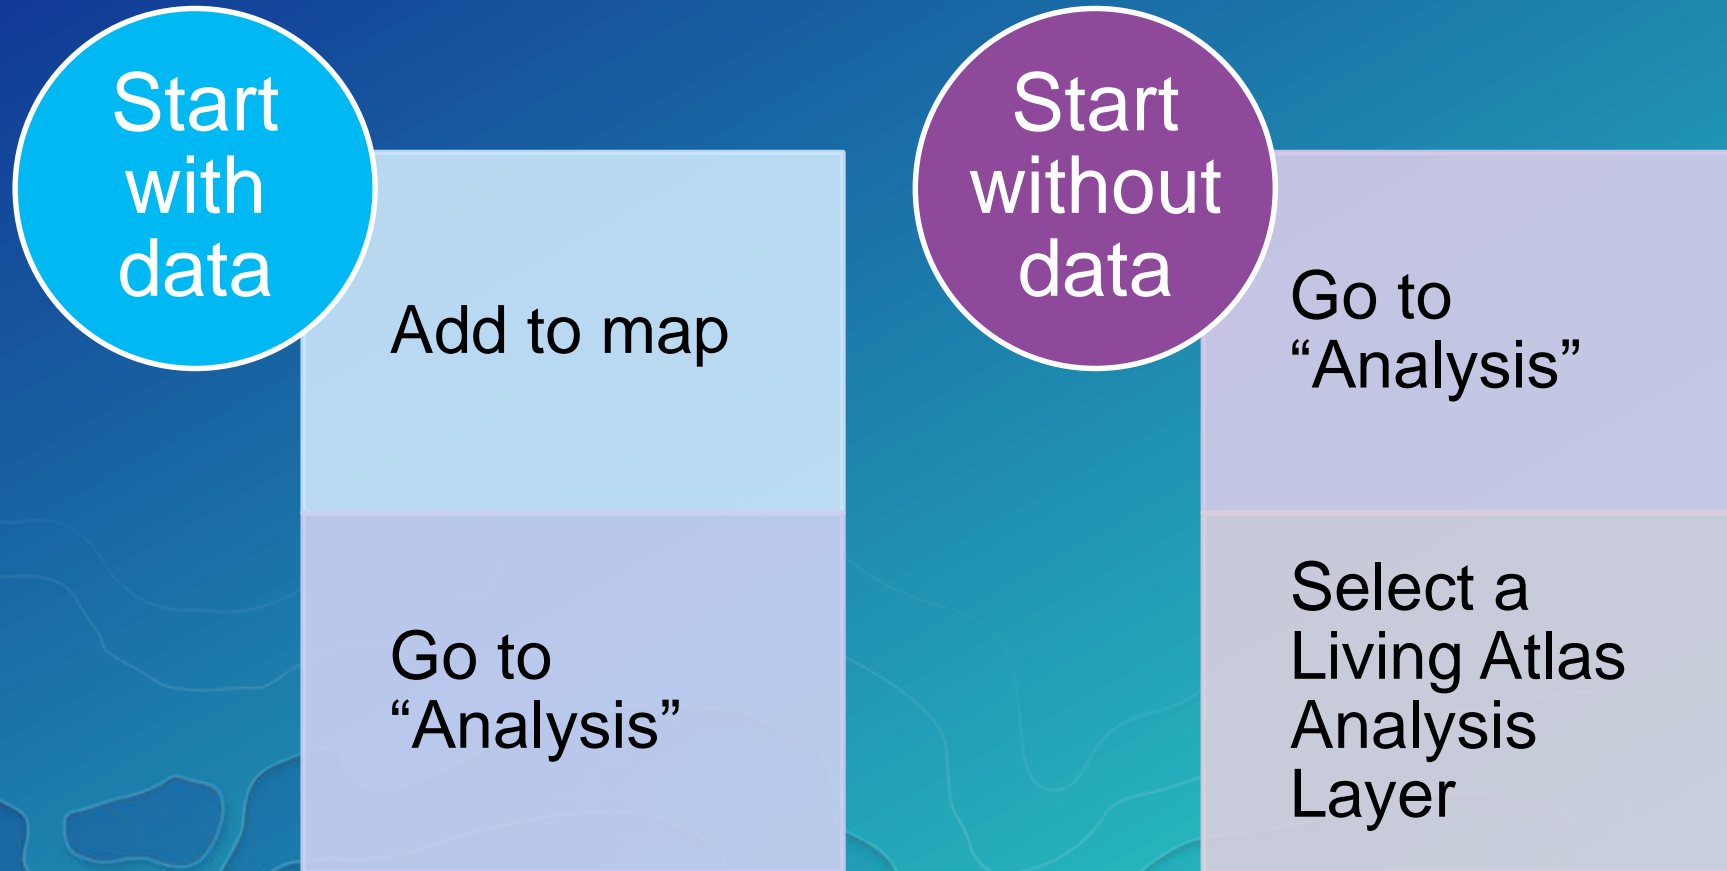 Start
with
data
Add to map
Go to
“Analysis”
Start
without
data
Go to
“Analysis”
Select a
Living Atlas
Analysis
Layer